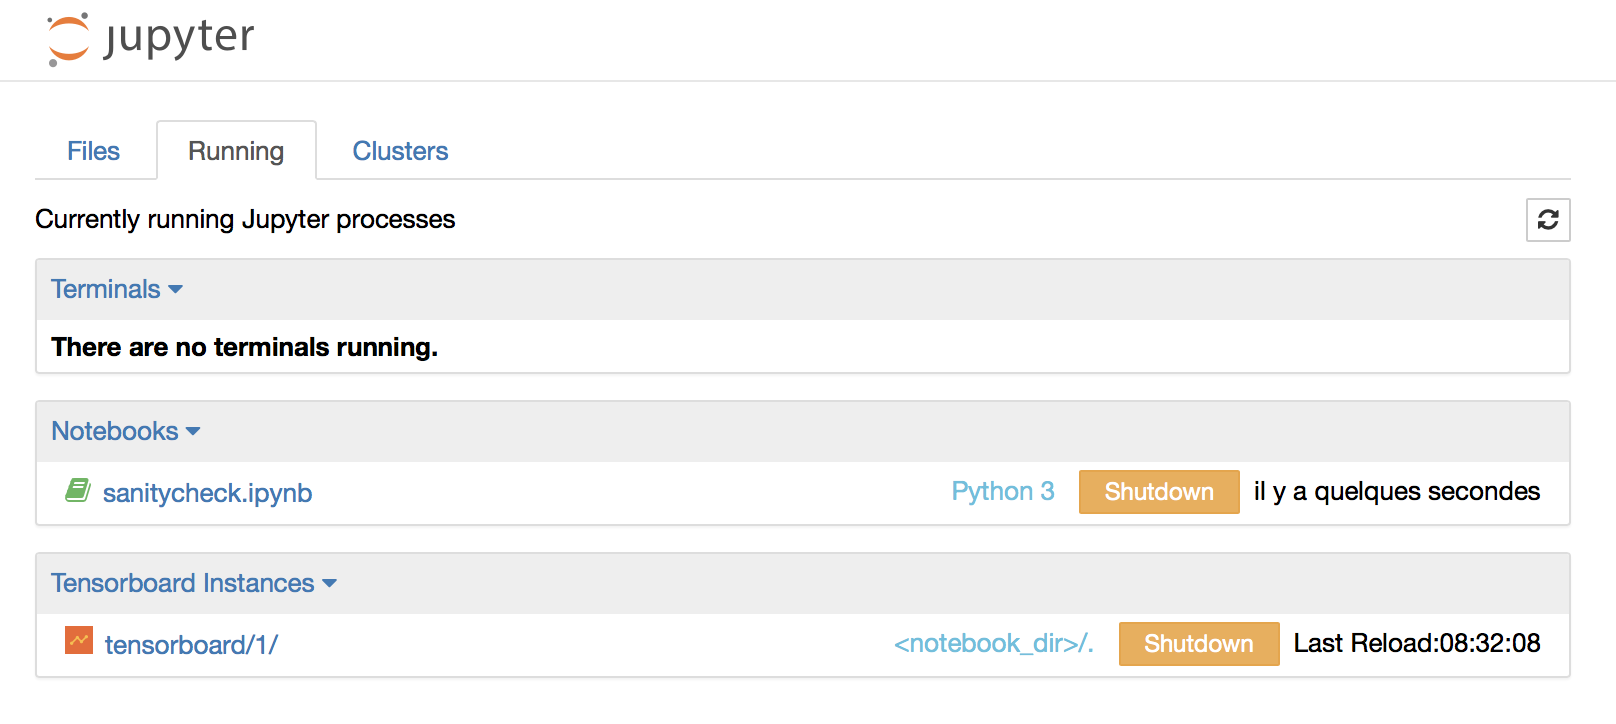 jupyter
Files Running Clusters
Currently running Jupyter processes
Terminals
There are no terminals running.
Notebooks
sanitycheck.ipynb Python 3 Shutdown il y a quelques secondes
Tensorboard Instances
tensorboard/1/ <notebook_dir>/. Shutdown Last Reload:08:32:08